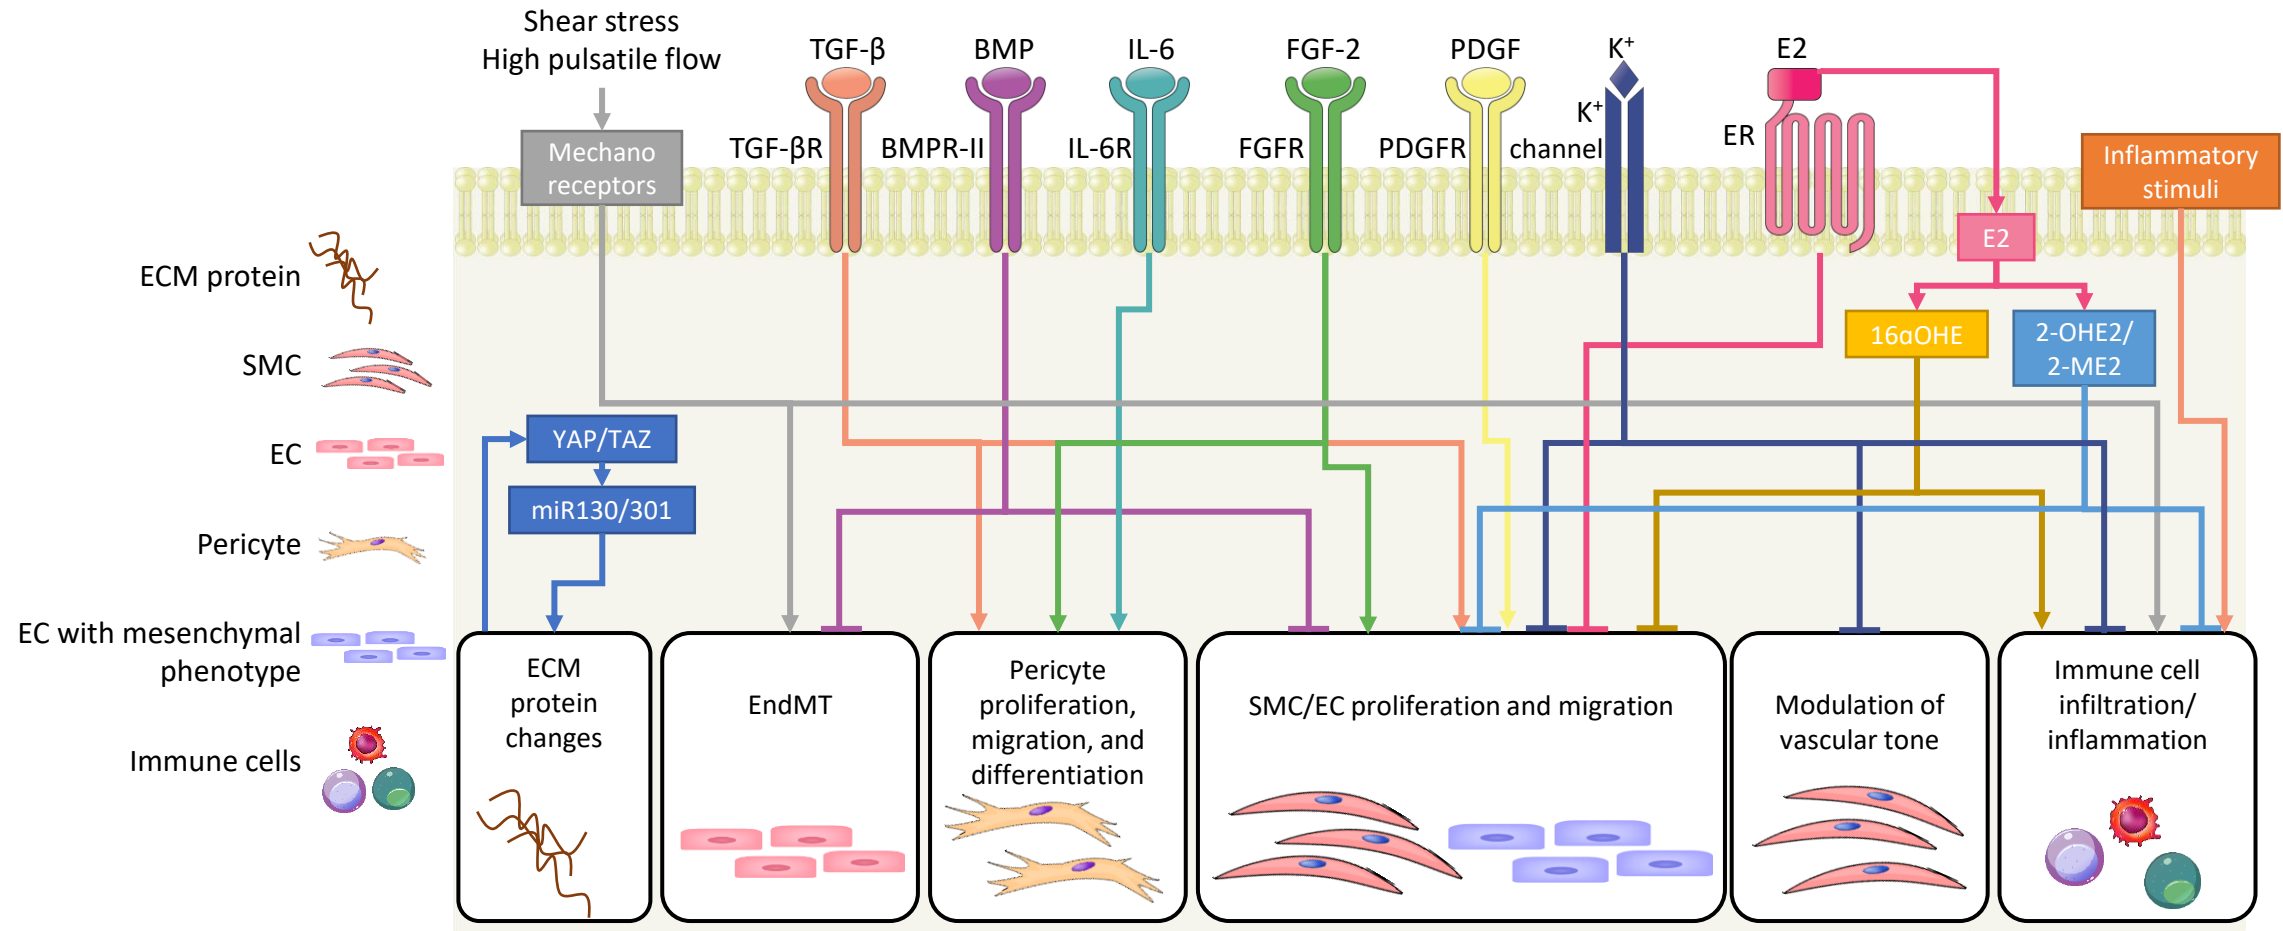 Shear stress
High pulsatile flow
TGF-β
BMP
IL-6
FGF-2
PDGF
K⁺
E2
Mechano
receptors
TGF-βR
BMPR-II
IL-6R
FGFR
PDGFR
K⁺
channel
ER
Inflammatory
stimuli
E2
16αOHE
2-OHE2/
2-ME2
ECM protein
SMC
EC
Pericyte
EC with mesenchymal
phenotype
Immune cells
YAP/TAZ
miR130/301
ECM
protein
changes
EndMT
Pericyte
proliferation,
migration, and
differentiation
SMC/EC proliferation and migration
Modulation of
vascular tone
Immune cell
infiltration/
inflammation